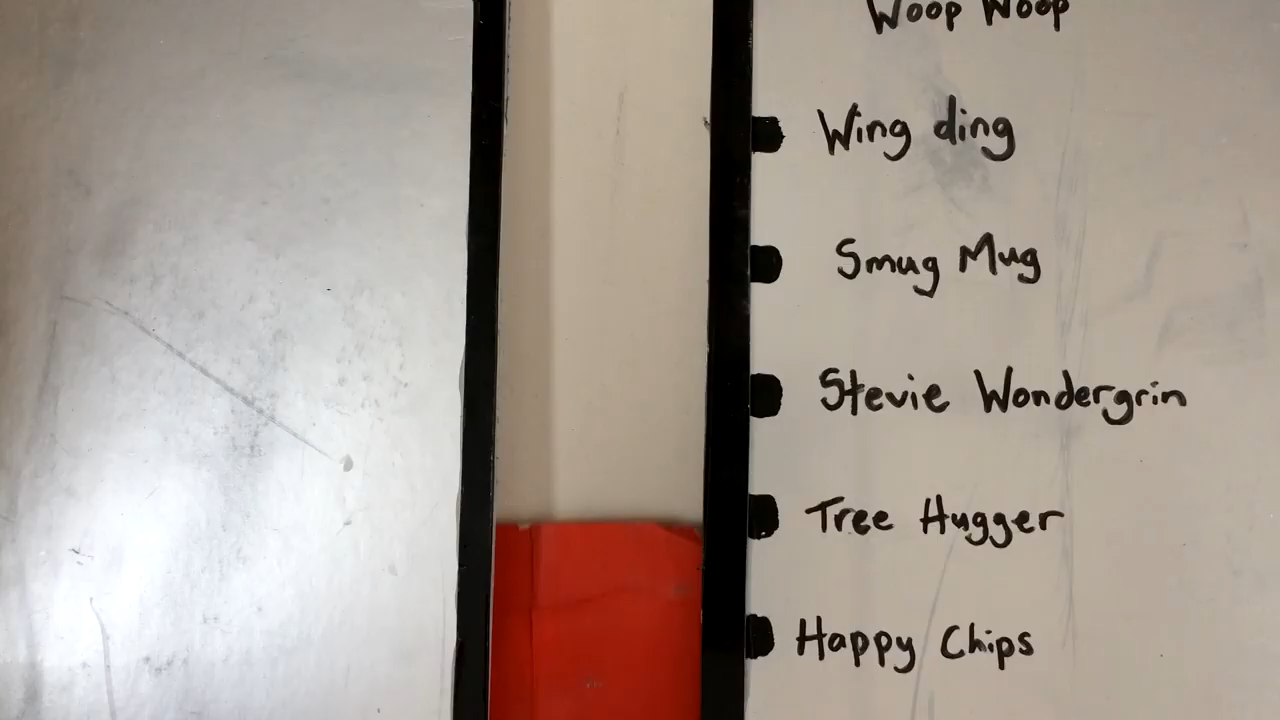 Woop Woop
Wing ding
Smug Mug
Stevie Wondergrin
Tree Hugger
Happy Chips